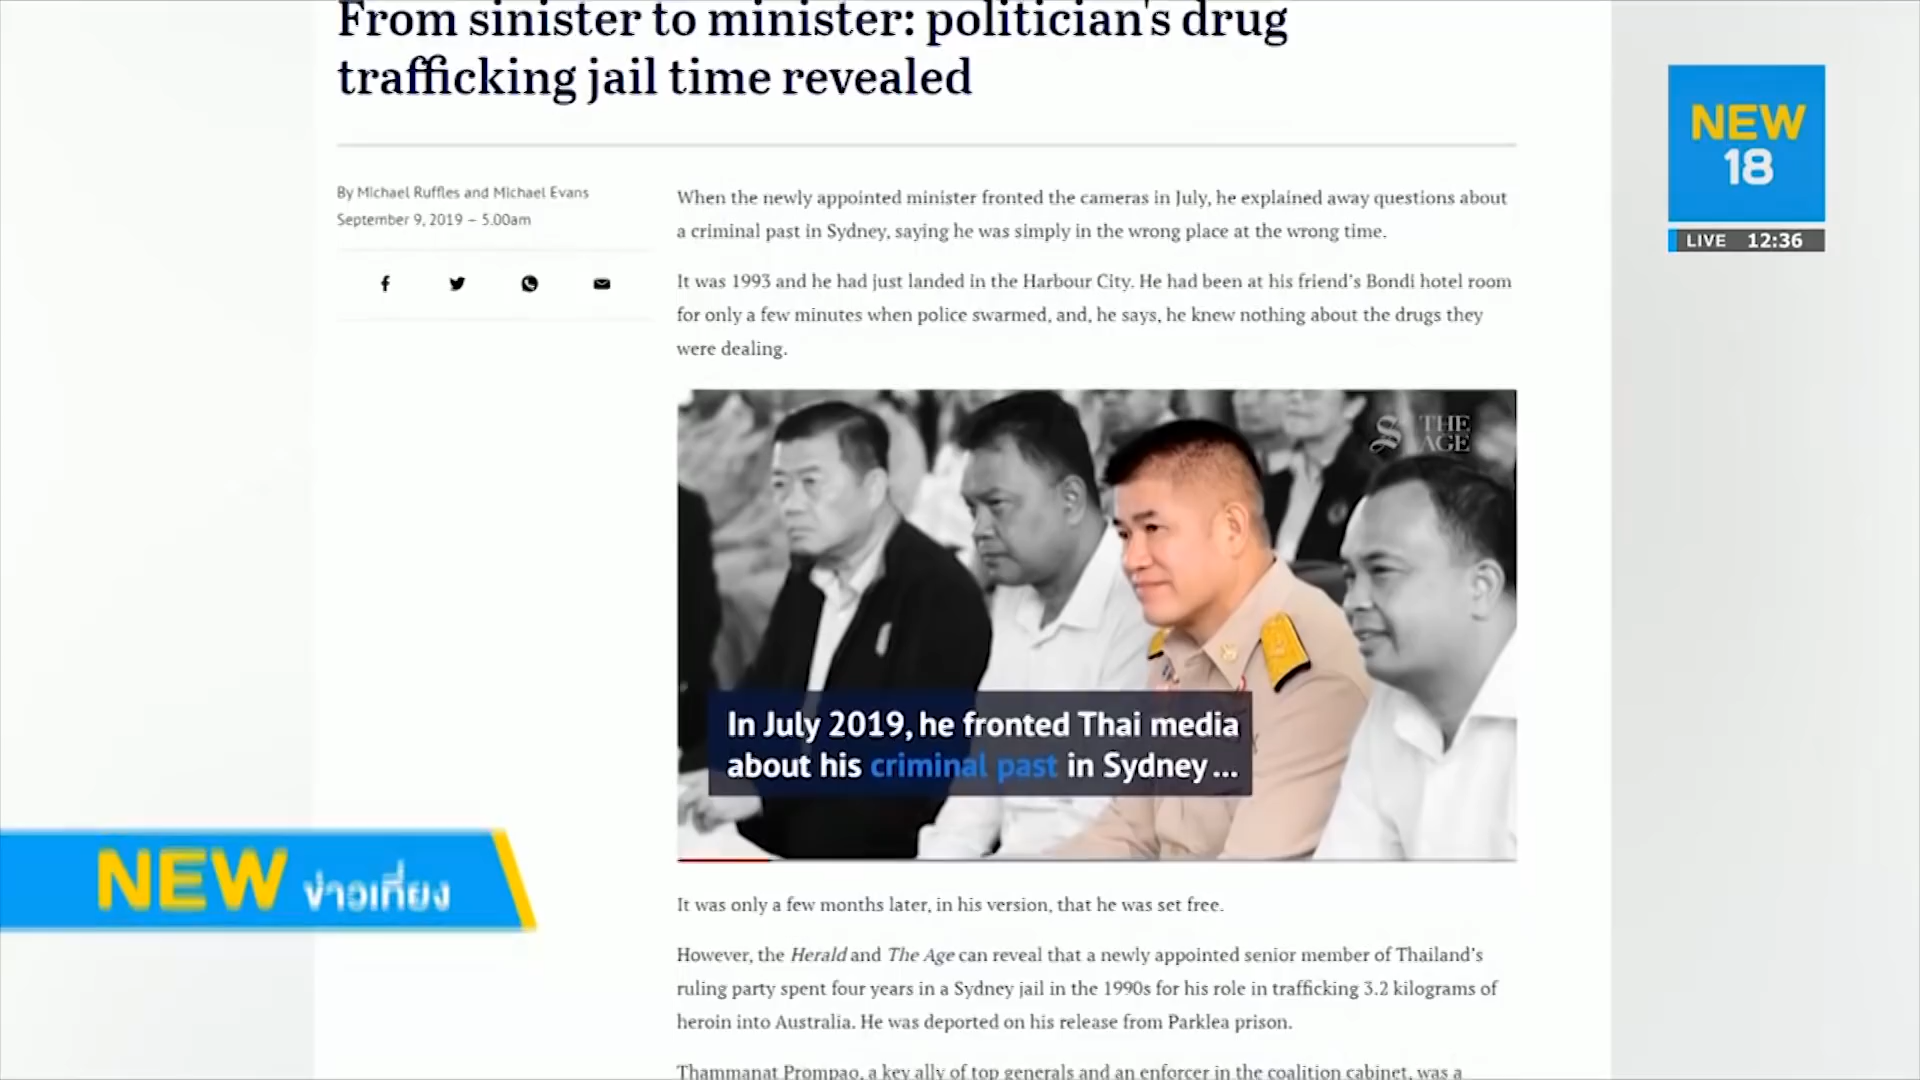 From sinister to minister: politician's drug
trafficking jail time revealed
By Michael Ruffles and Michael Evans
September 9, 2019 – 5.00am
When the newly appointed minister fronted the cameras in July, he explained away questions about
a criminal past in Sydney, saying he was simply in the wrong place at the wrong time.
It was 1993 and he had just landed in the Harbour City. He had been at his friend's Bondi hotel room
for only a few minutes when police swarmed, and, he says, he knew nothing about the drugs they
were dealing.
THE
AGE
In July 2019, he fronted Thai media
about his criminal past in Sydney ...
It was only a few months later, in his version, that he was set free.
However, the Herald and The Age can reveal that a newly appointed senior member of Thailand's
ruling party spent four years in a Sydney jail in the 1990s for his role in trafficking 3.2 kilograms of
heroin into Australia. He was deported on his release from Parklea prison.
Thammanat Prompao, a key ally of top generals and an enforcer in the coalition cabinet, was a
NEW
18
LIVE 12:36
NEW ข่าวเที่ยง